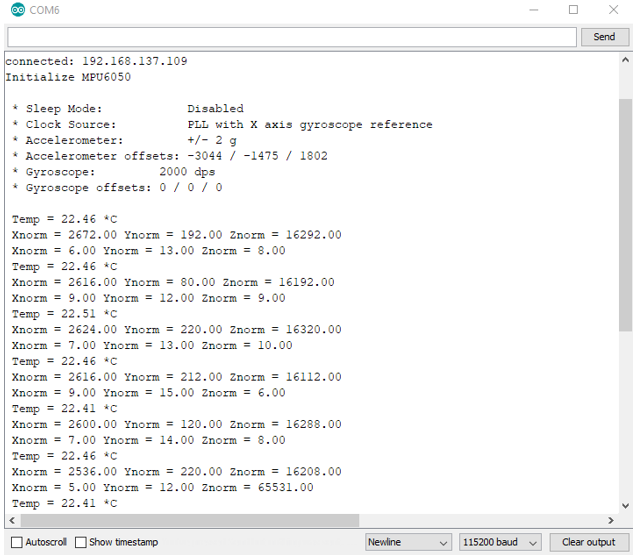 COM6
Send
connected: 192.168.137.109
Initialize MPU6050
* Sleep Mode: Disabled
* Clock Source: PLL with X axis gyroscope reference
* Accelerometer: +/- 2 g
* Accelerometer offsets: -3044 / -1475 / 1802
* Gyroscope: 2000 dps
* Gyroscope offsets: 0 / 0 / 0
Temp = 22.46 *C
Xnorm = 2672.00 Ynorm = 192.00 Znorm = 16292.00
Xnorm = 6.00 Ynorm = 13.00 Znorm = 8.00
Temp = 22.46 *C
Xnorm = 2616.00 Ynorm = 80.00 Znorm = 16192.00
Xnorm = 9.00 Ynorm = 12.00 Znorm = 9.00
Temp = 22.51 *C
Xnorm = 2624.00 Ynorm = 220.00 Znorm = 16320.00
Xnorm = 7.00 Ynorm = 13.00 Znorm = 10.00
Temp = 22.46 *C
Xnorm = 2616.00 Ynorm = 212.00 Znorm = 16112.00
Xnorm = 9.00 Ynorm = 15.00 Znorm = 6.00
Temp = 22.41 *C
Xnorm = 2600.00 Ynorm = 120.00 Znorm = 16288.00
Xnorm = 7.00 Ynorm = 14.00 Znorm = 8.00
Temp = 22.46 *C
Xnorm = 2536.00 Ynorm = 220.00 Znorm = 16208.00
Xnorm = 5.00 Ynorm = 12.00 Znorm = 65531.00
Temp = 22.41 *C
Autoscroll Show timestamp Newline 115200 baud Clear output